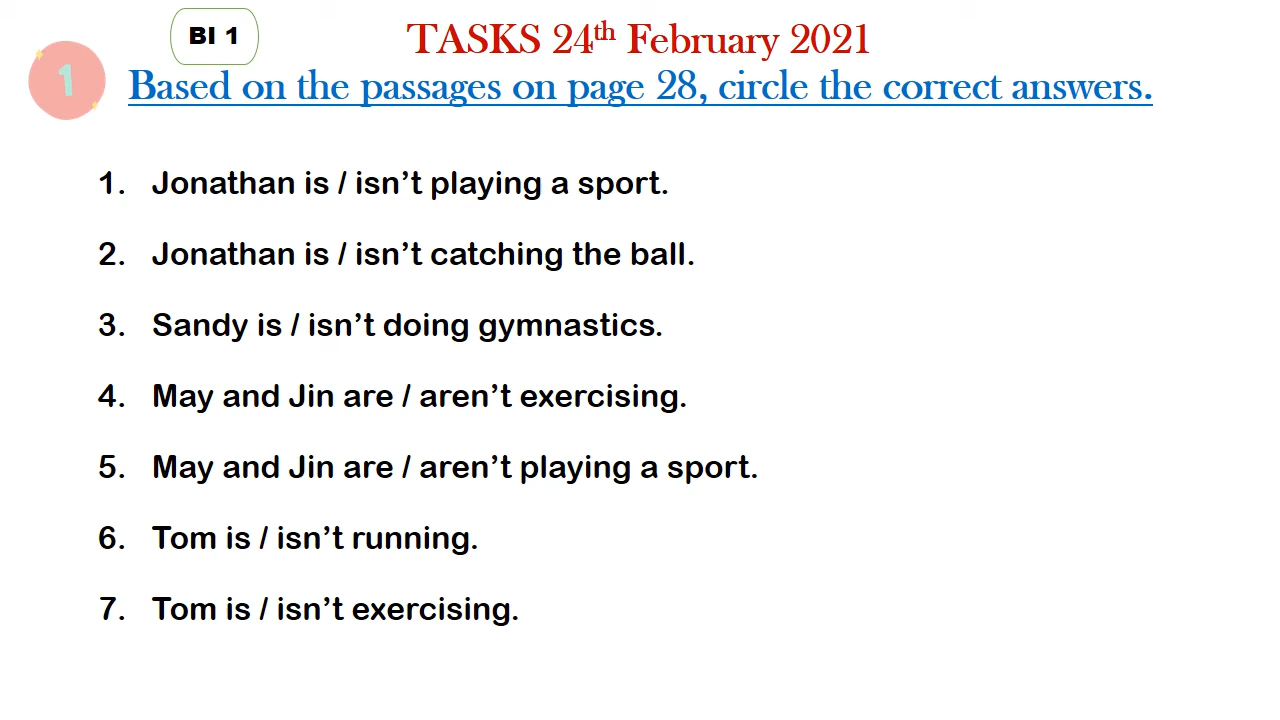 BI 1
TASKS 24th February 2021
1
Based on the passages on page 28, circle the correct answers.
1. Jonathan is / isn’t playing a sport.
2. Jonathan is / isn’t catching the ball.
3. Sandy is / isn’t doing gymnastics.
4. May and Jin are / aren’t exercising.
5. May and Jin are / aren’t playing a sport.
6. Tom is / isn’t running.
7. Tom is / isn’t exercising.